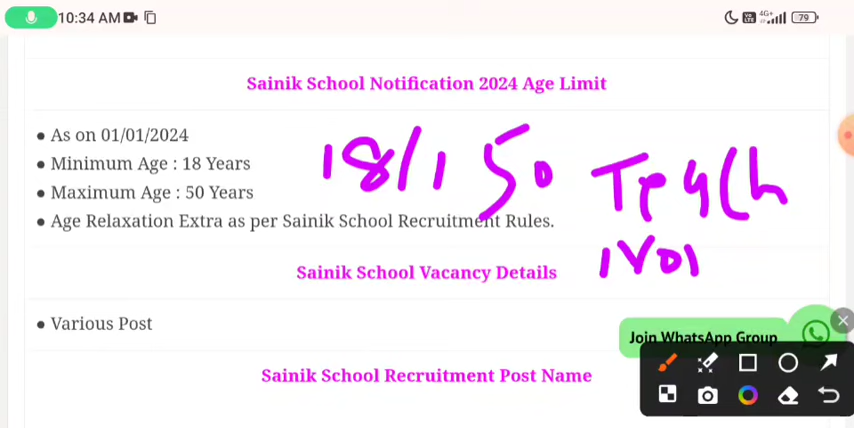 10:34 AM
4G+
79
Sainik School Notification 2024 Age Limit
● As on 01/01/2024
● Minimum Age : 18 Years
● Maximum Age : 50 Years
● Age Relaxation Extra as per Sainik School Recruitment Rules.
18/1 50
Sainik School Vacancy Details
● Various Post
Join WhatsApp Group
Sainik School Recruitment Post Name